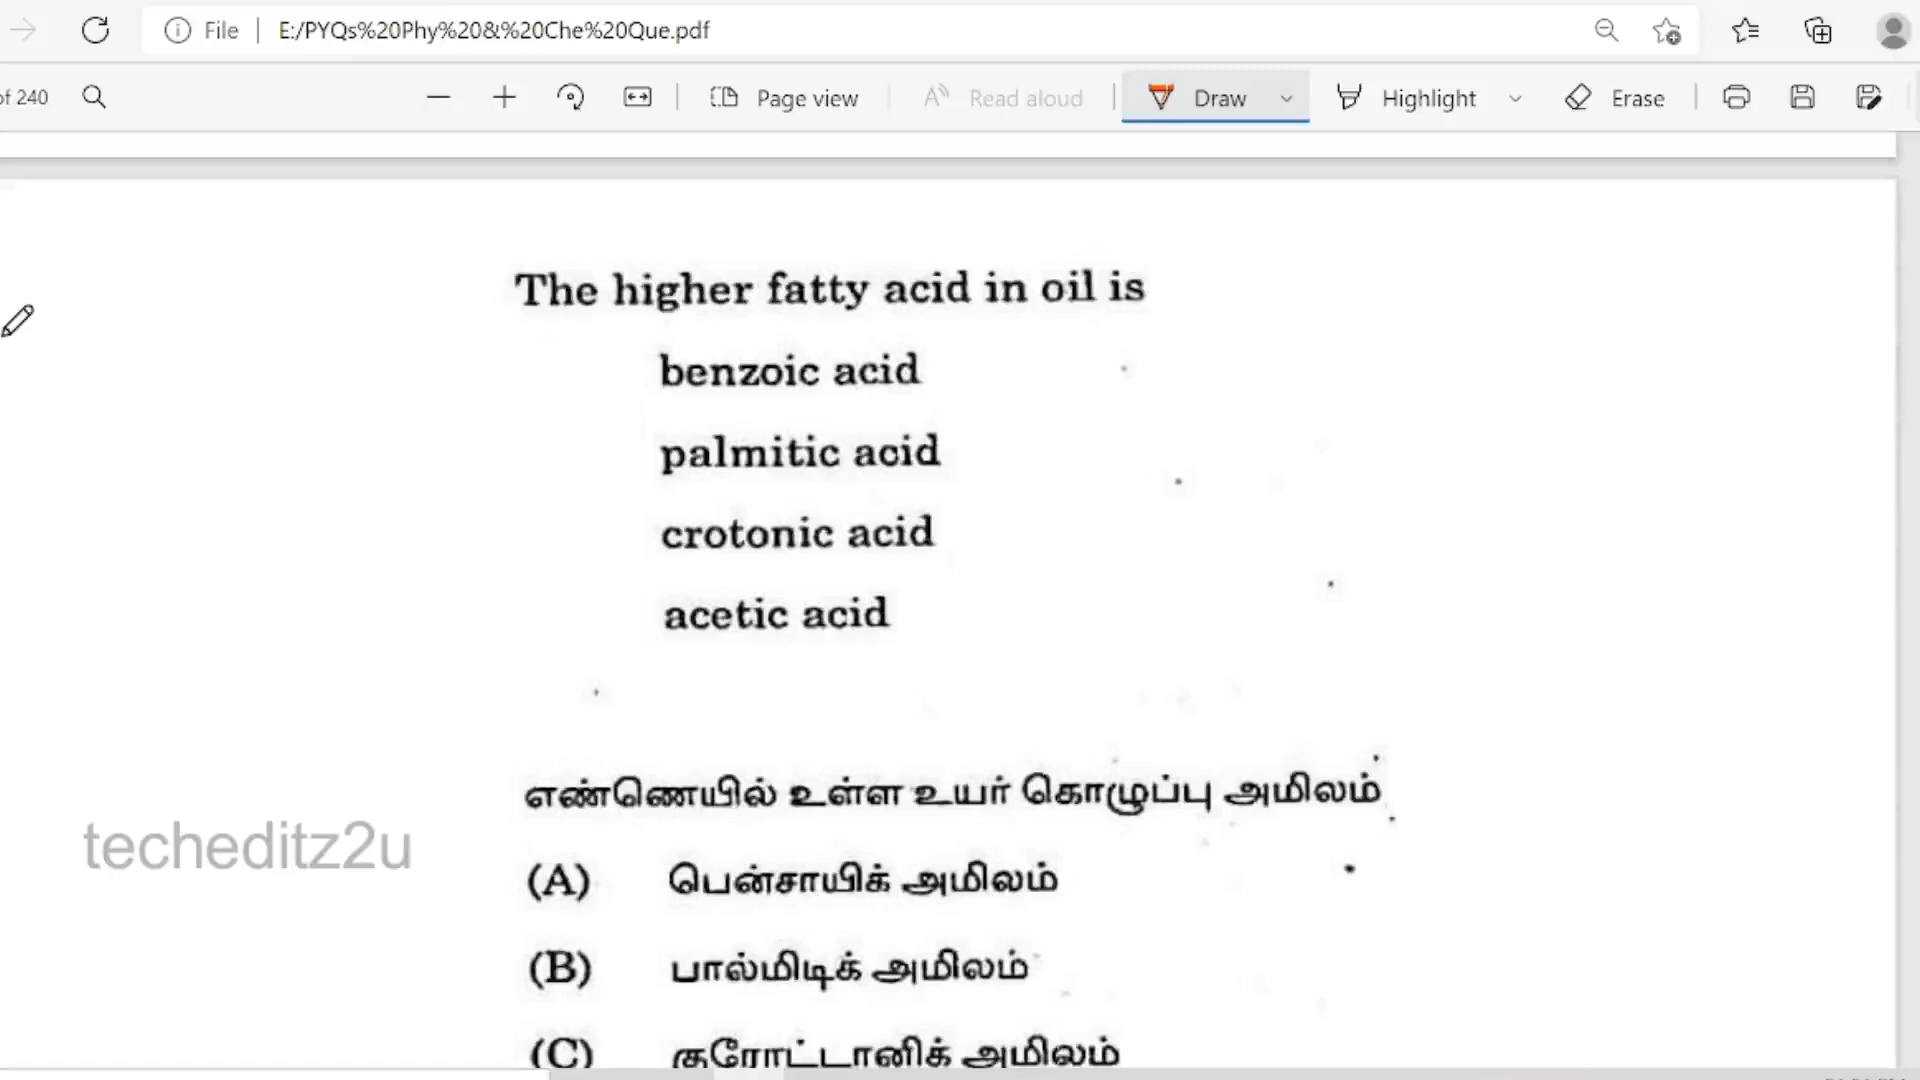 File E:/PYQs%20Phy%20&%20Che%20Que.pdf
of 240 Page view Read aloud Draw Highlight Erase
The higher fatty acid in oil is
benzoic acid
palmitic acid
crotonic acid
acetic acid
எண்ணெயில் உள்ள உயர் கொழுப்பு அமிலம்
techeditz2u
(A) பென்சாயிக் அமிலம்
(B) பால்மிடிக் அமிலம்
(C) குரோட்டானிக் அமிலம்